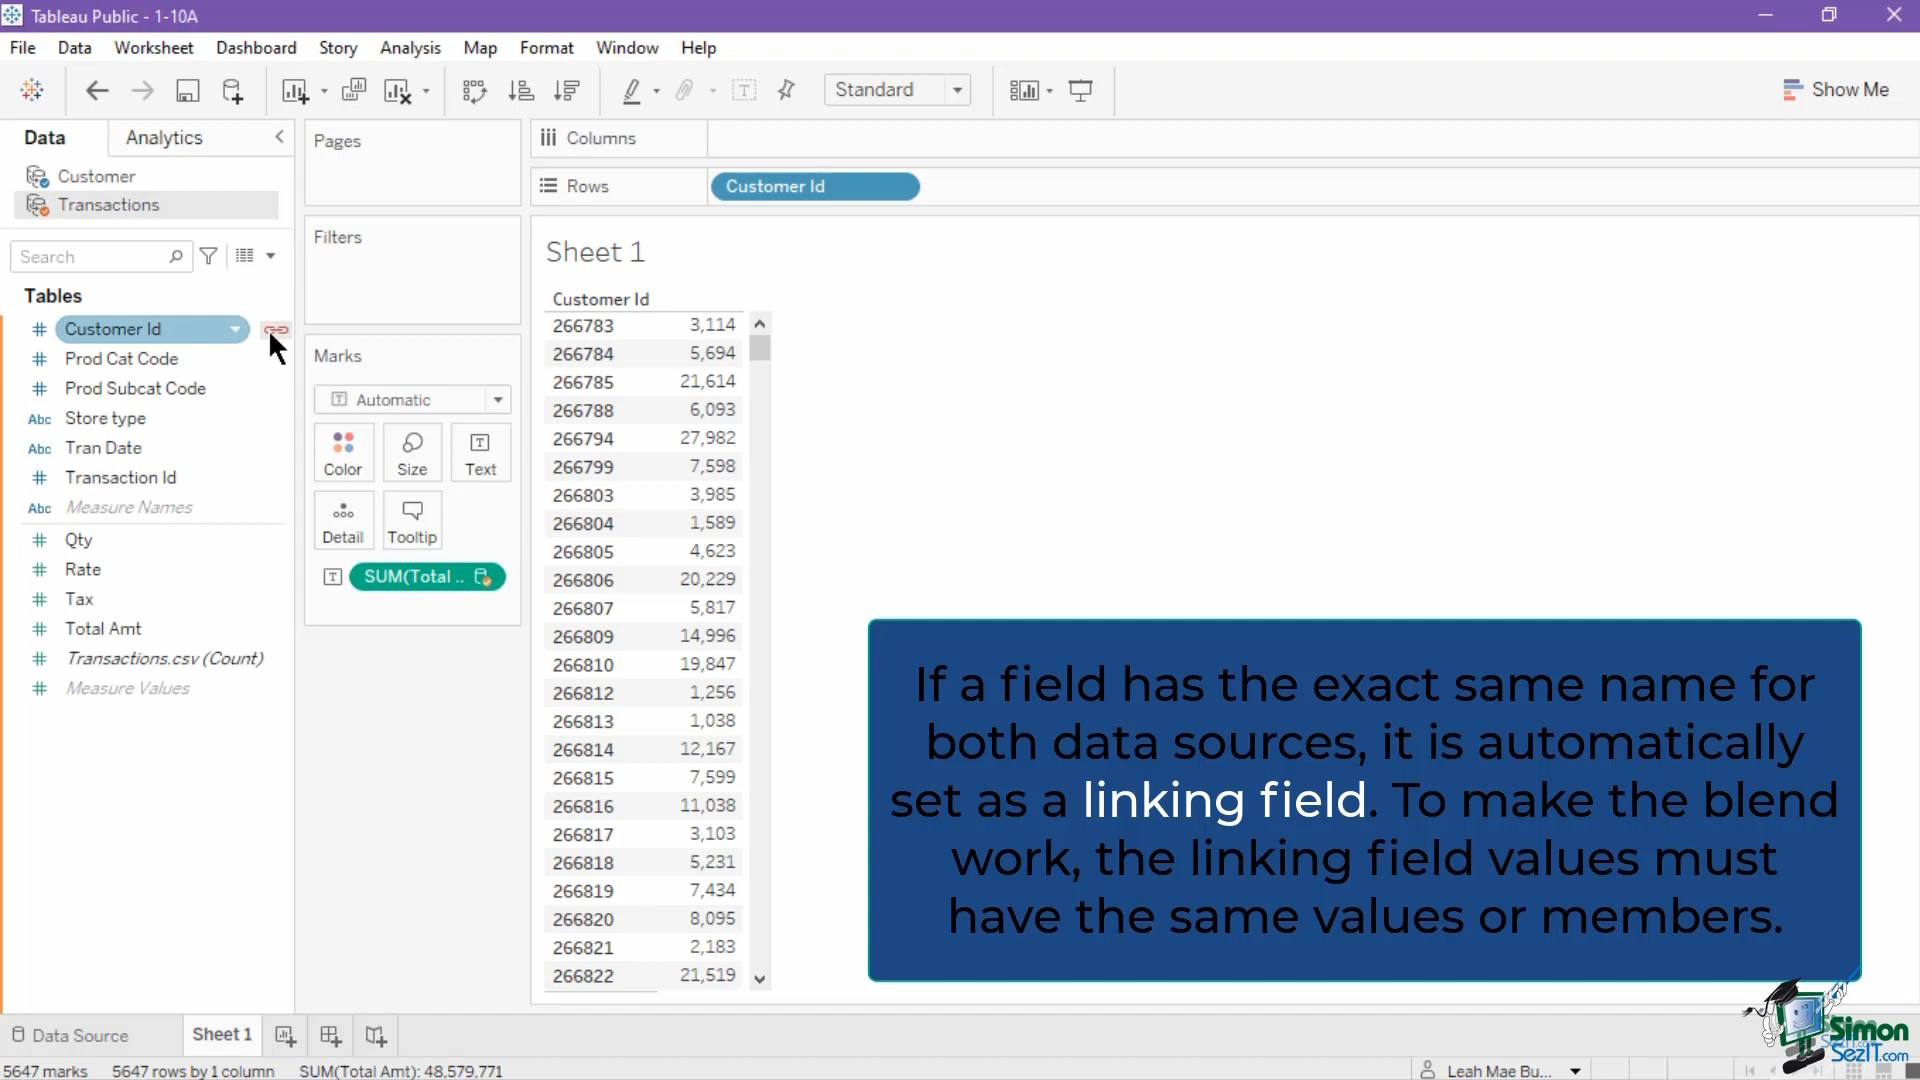 Tableau Public - 1-10A
File Data Worksheet Dashboard Story Analysis Map Format Window Help
Standard
Show Me
Data Analytics
Customer
Transactions
Search
Tables
Customer Id
Prod Cat Code
Prod Subcat Code
Abc Store type
Abc Tran Date
Transaction Id
Abc Measure Names
Qty
Rate
Tax
Total Amt
Transactions.csv (Count)
Measure Values
Pages
Filters
Marks
Automatic
Color Size Text
Detail Tooltip
SUM(Total ..
Columns
Rows Customer Id
Sheet 1
Customer Id
266783 3,114
266784 5,694
266785 21,614
266788 6,093
266794 27,982
266799 7,598
266803 3,985
266804 1,589
266805 4,623
266806 20,229
266807 5,817
266809 14,996
266810 19,847
266812 1,256
266813 1,038
266814 12,167
266815 7,599
266816 11,038
266817 3,103
266818 5,231
266819 7,434
266820 8,095
266821 2,183
266822 21,519
If a field has the exact same name for
both data sources, it is automatically
set as a linking field. To make the blend
work, the linking field values must
have the same values or members.
Simon
SezIT.com
Data Source Sheet 1
5647 marks 5647 rows by 1 column SUM(Total Amt): 48,579,771
Leah Mae Bu...